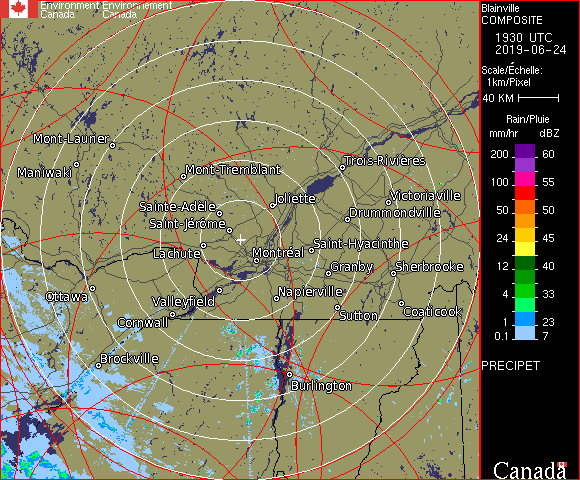 Environment Environnement
Canada Canada
Blainville
COMPOSITE
1930 UTC
2019-06-24
Scale/Échelle:
1km/Pixel
40 KM
Rain/Pluie
mm/hr dBZ
200 60
100 55
50 50
24 45
12 40
4 33
1 23
0.1 7
PRECIPET
Canada
Mont-Laurier
Maniwaki
Mont-Tremblant
Trois-Rivières
Joliette
Victoriaville
Sainte-Adèle
Drummondville
Saint-Jérôme
Lachute
Montréal
Saint-Hyacinthe
Granby
Sherbrooke
Ottawa
Valleyfield
Napierville
Cornwall
Sutton
Coaticook
Brockville
Burlington